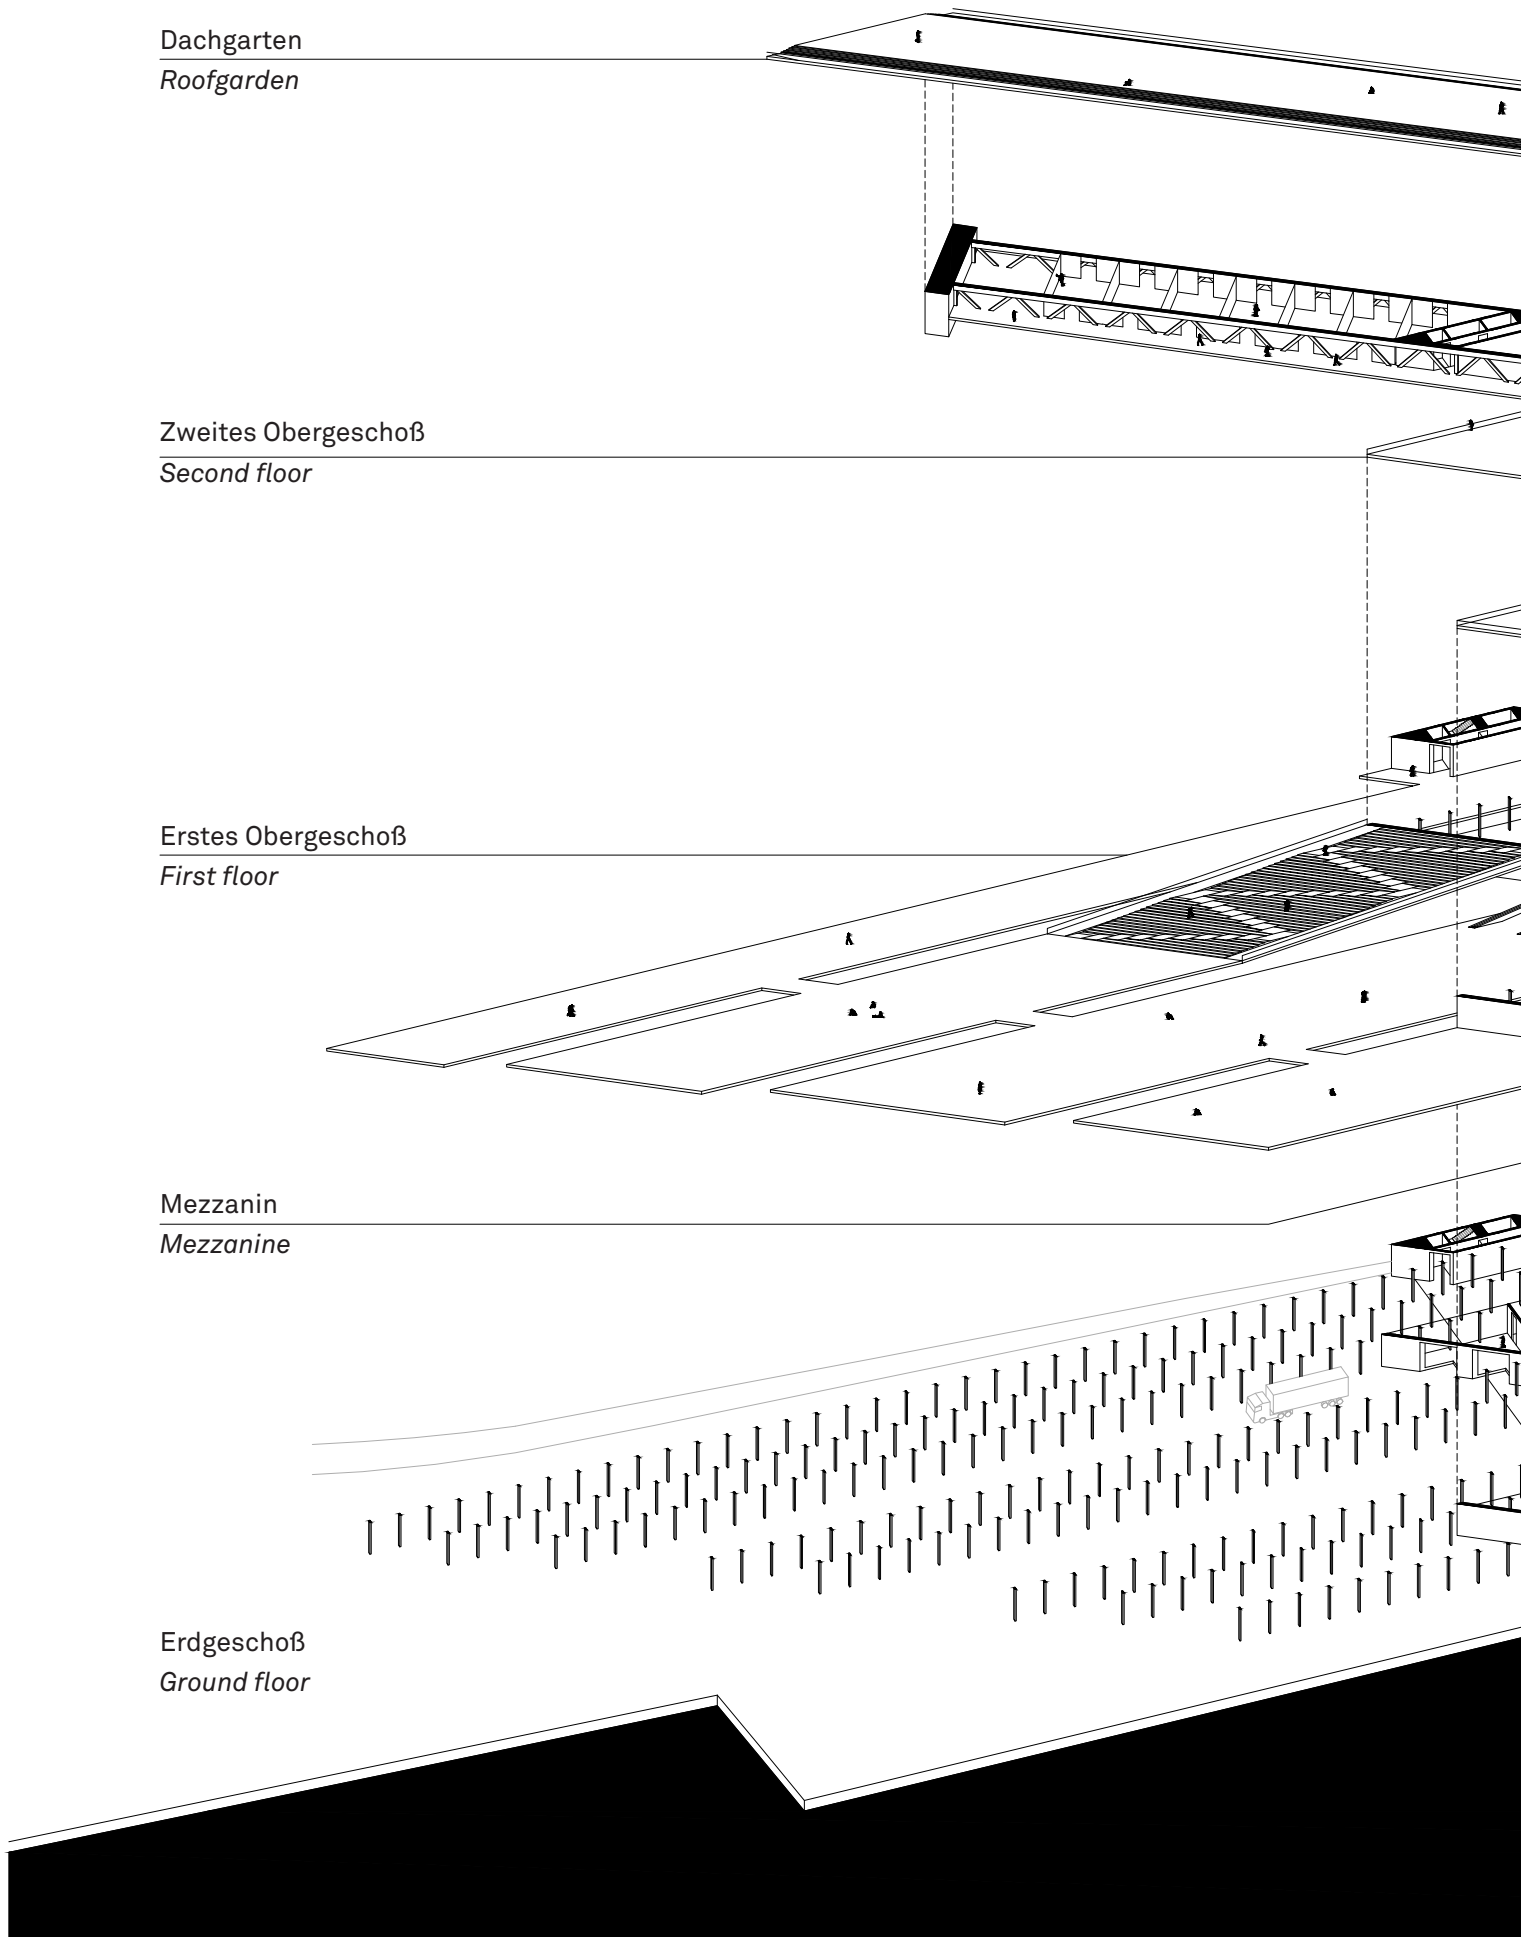 Dachgarten
Roofgarden
Zweites Obergeschoß
Second floor
Erstes Obergeschoß
First floor
Mezzanin
Mezzanine
Erdgeschoß
Ground floor